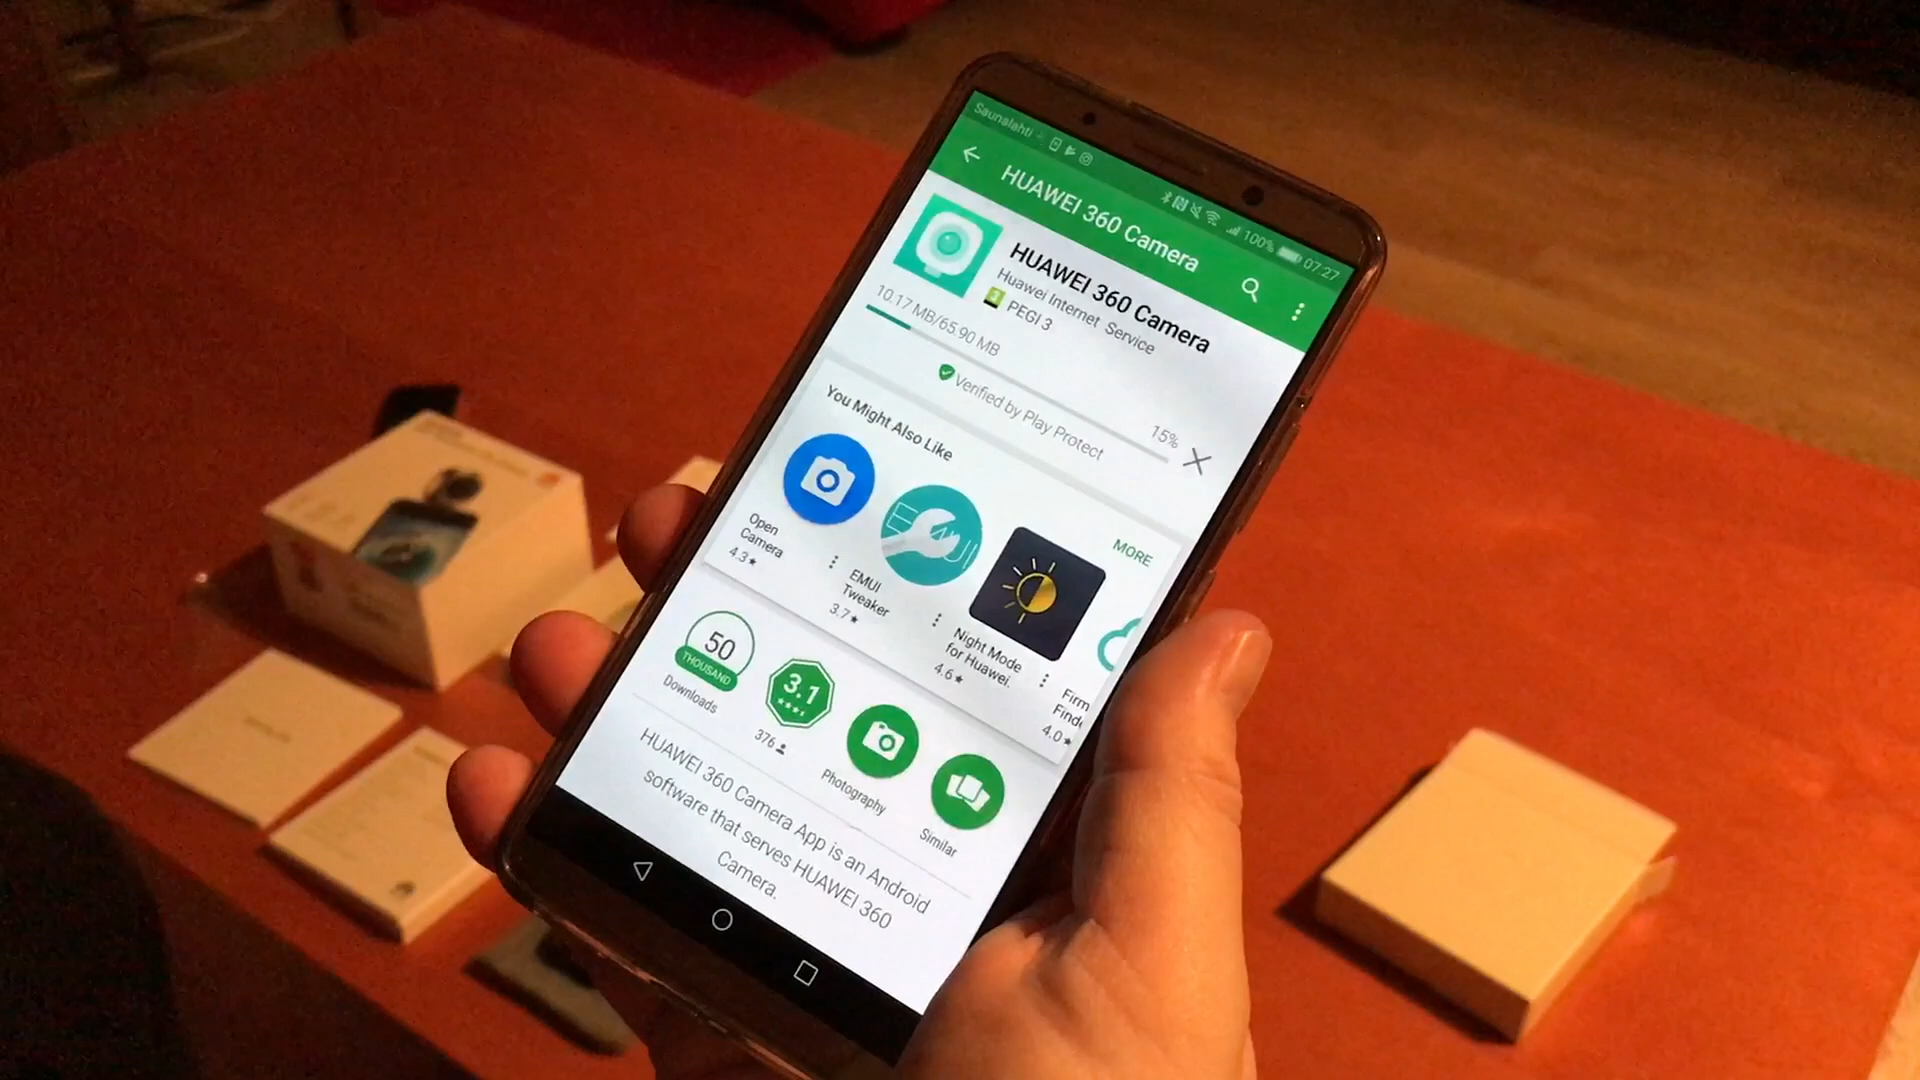 Saunalahti
100% 07:27
HUAWEI 360 Camera
HUAWEI 360 Camera
Huawei Internet Service
3 PEGI 3
10.17 MB/65.90 MB
15%
Verified by Play Protect
You Might Also Like
MORE
Open
Camera
4.3★
EMUI
EMUI
Tweaker
3.7★
Night Mode
for Huawei.
4.6★
Firm
Finde
4.0★
50
THOUSAND
Downloads
3.1
376
Photography
Similar
HUAWEI 360 Camera App is an Android
software that serves HUAWEI 360
Camera.